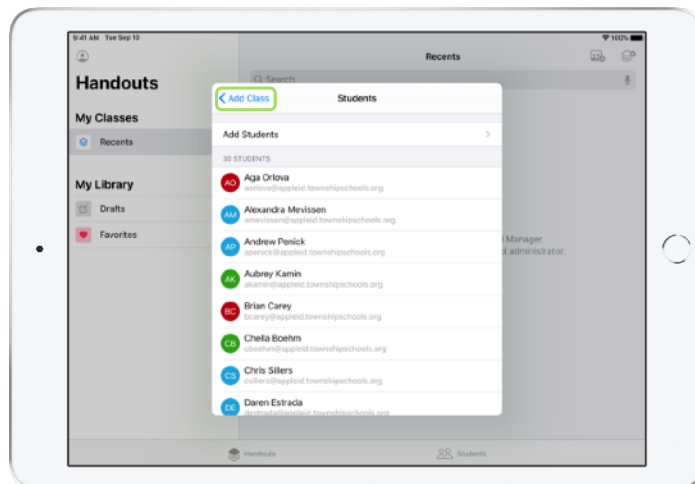 9:41 AM Tue Sep 10
100%
Recents
Handouts
Search
Add Class
Students
My Classes
Recents
Add Students
30 STUDENTS
My Library
Drafts
Favorites
AO
Aga Orlova
aorlova@appleid.townshipschools.org
AM
Alexandra Mevissen
amevissen@appleid.townshipschools.org
AP
Andrew Penick
apenick@appleid.townshipschools.org
Manager.
administrator.
AK
Aubrey Kamin
akamin@appleid.townshipschools.org
BC
Brian Carey
bcarey@appleid.townshipschools.org
CB
Chella Boehm
cboehm@appleid.townshipschools.org
CS
Chris Sillers
csillers@appleid.townshipschools.org
DE
Daren Estrada
destrada@appleid.townshipschools.org
Handouts
Students